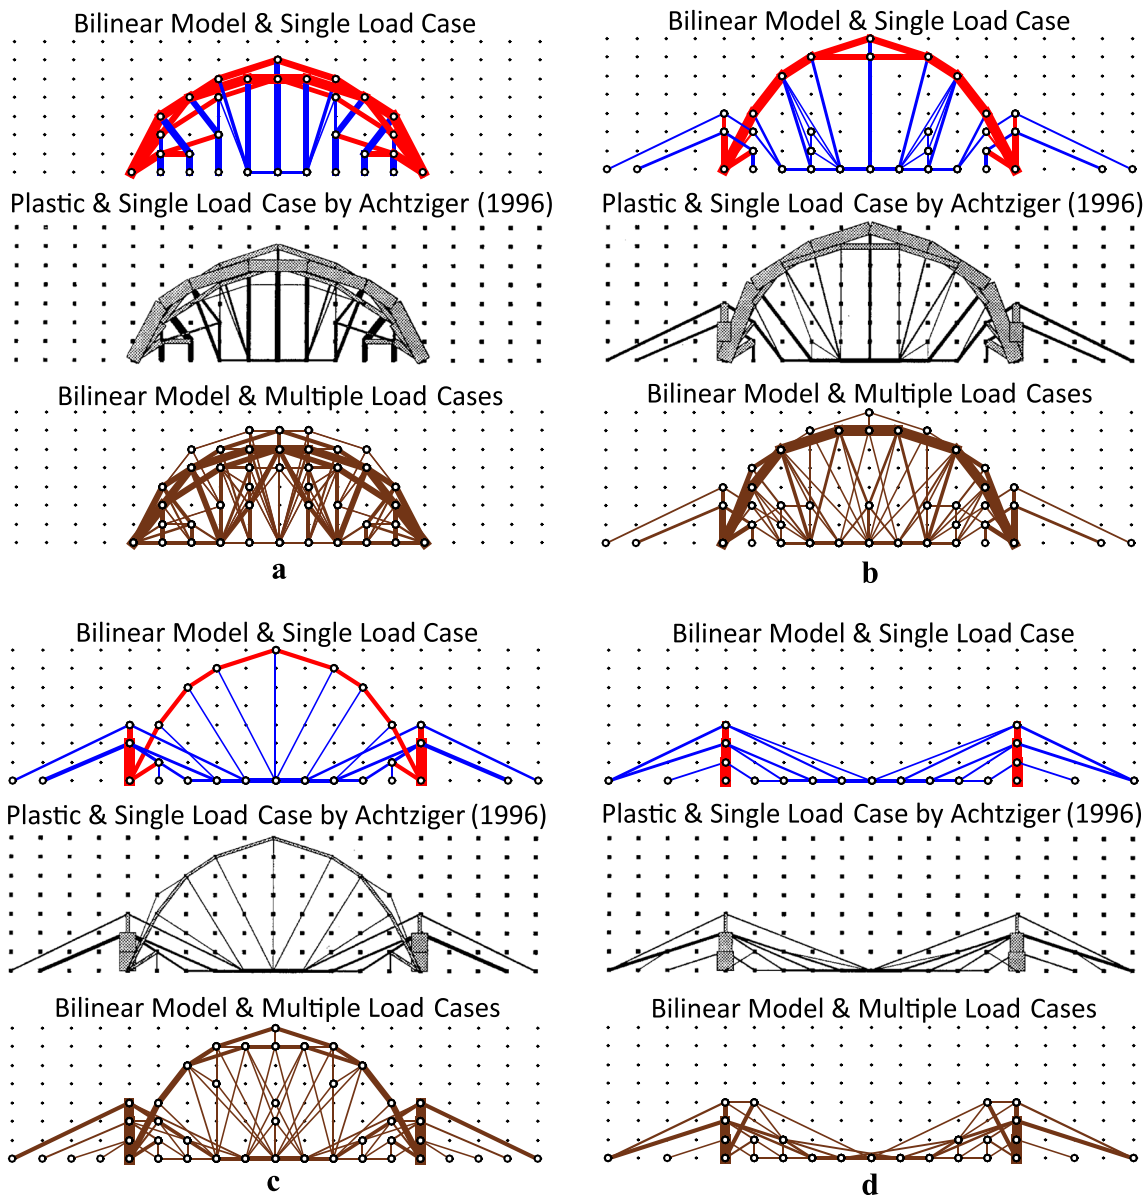 Bilinear Model & Single Load Case
Plastic & Single Load Case by Achtziger (1996)
Bilinear Model & Multiple Load Cases
a
Bilinear Model & Single Load Case
Plastic & Single Load Case by Achtziger (1996)
Bilinear Model & Multiple Load Cases
b
Bilinear Model & Single Load Case
Plastic & Single Load Case by Achtziger (1996)
Bilinear Model & Multiple Load Cases
c
Bilinear Model & Single Load Case
Plastic & Single Load Case by Achtziger (1996)
Bilinear Model & Multiple Load Cases
d